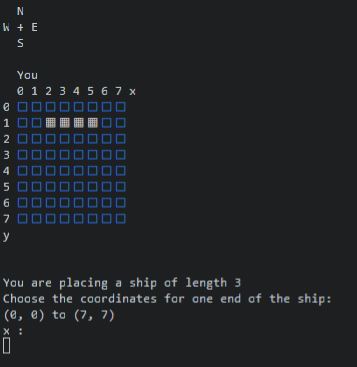 N
W + E
S
You
0 1 2 3 4 5 6 7 x
0 □□□□□□□□
1 □□▦▦▦▦□□
2 □□□□□□□□
3 □□□□□□□□
4 □□□□□□□□
5 □□□□□□□□
6 □□□□□□□□
7 □□□□□□□□
y
You are placing a ship of length 3
Choose the coordinates for one end of the ship:
(0, 0) to (7, 7)
x :